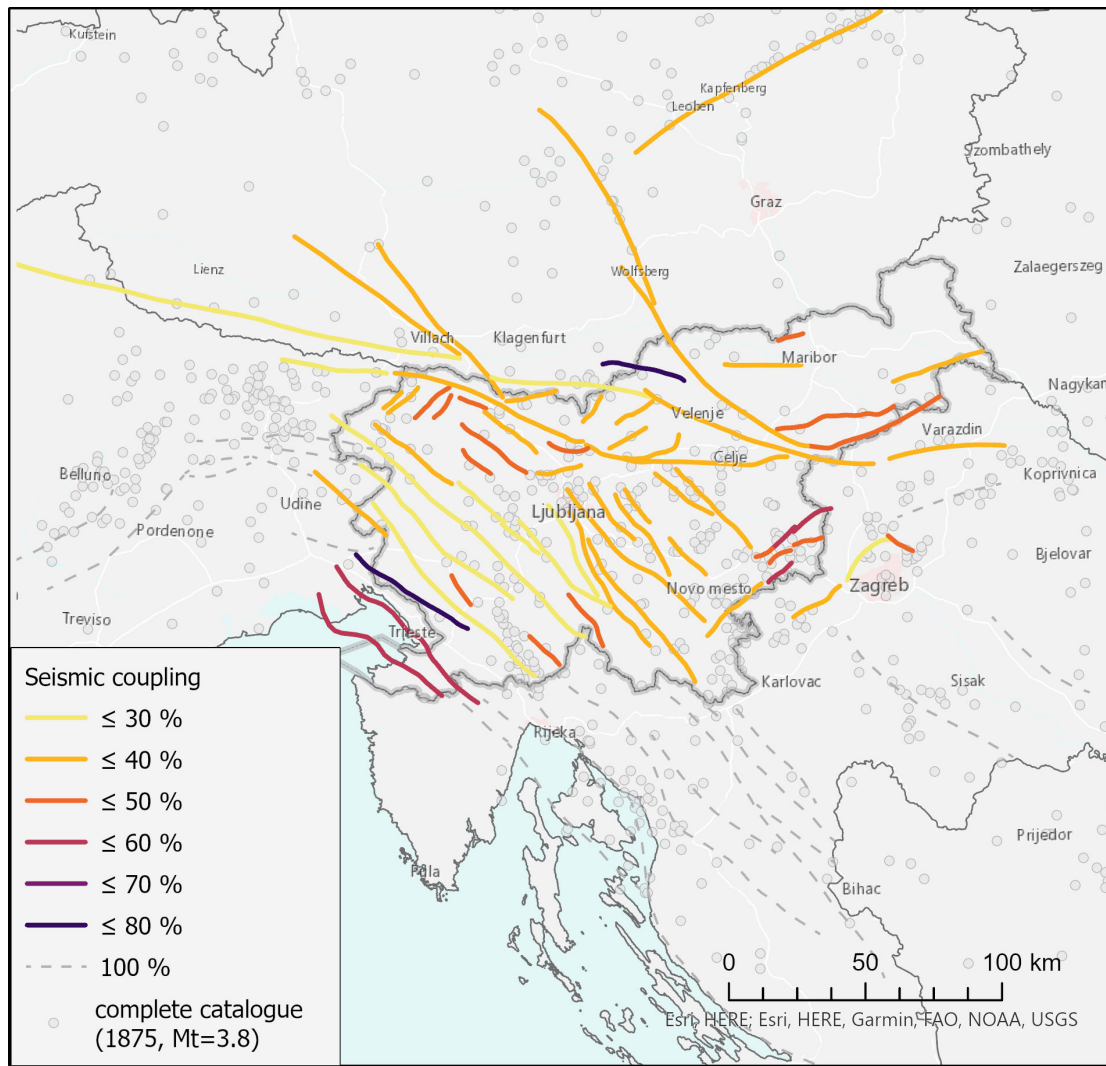 Kufstein
Kapfenberg
Leoben
Szombathely
Graz
Lienz
Wolfsberg
Zalaegerszeg
Villach
Klagenfurt
Maribor
Nagykan
Velenje
Varazdin
Celje
Koprivnica
Belluno
Udine
Ljubljana
Pordenone
Bjelovar
Novo mesto
Zagreb
Treviso
Trieste
Karlovac
Sisak
Rijeka
Prijedor
Pula
Bihac
Seismic coupling
≤ 30 %
≤ 40 %
≤ 50 %
≤ 60 %
≤ 70 %
≤ 80 %
100 %
complete catalogue
(1875, Mt=3.8)
0 50 100 km
Esri, HERE; Esri, HERE, Garmin, FAO, NOAA, USGS